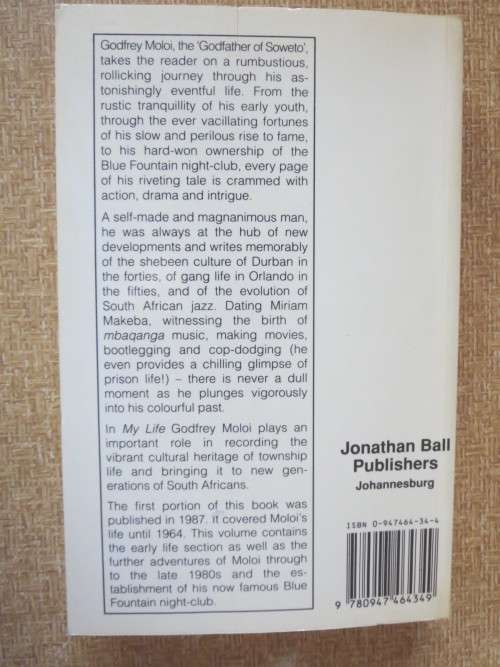 Godfrey Moloi, the 'Godfather of Soweto',
takes the reader on a rumbustious,
rollicking journey through his as-
tonishingly eventful life. From the
rustic tranquillity of his early youth,
through the ever vacillating fortunes
of his slow and perilous rise to fame,
to his hard-won ownership of the
Blue Fountain night-club, every page
of his riveting tale is crammed with
action, drama and intrigue.
A self-made and magnanimous man,
he was always at the hub of new
developments and writes memorably
of the shebeen culture of Durban in
the forties, of gang life in Orlando in
the fifties, and of the evolution of
South African jazz. Dating Miriam
Makeba, witnessing the birth of
mbaqanga music, making movies,
bootlegging and cop-dodging (he
even provides a chilling glimpse of
prison life!) – there is never a dull
moment as he plunges vigorously
into his colourful past.
In My Life Godfrey Moloi plays an
important role in recording the
vibrant cultural heritage of township
life and bringing it to new gen-
erations of South Africans.
The first portion of this book was
published in 1987. It covered Moloi's
life until 1964. This volume contains
the early life section as well as the
further adventures of Moloi through
to the late 1980s and the es-
tablishment of his now famous Blue
Fountain night-club.
Jonathan Ball
Publishers
Johannesburg
ISBN 0-947464-34-4
9 780947 464349